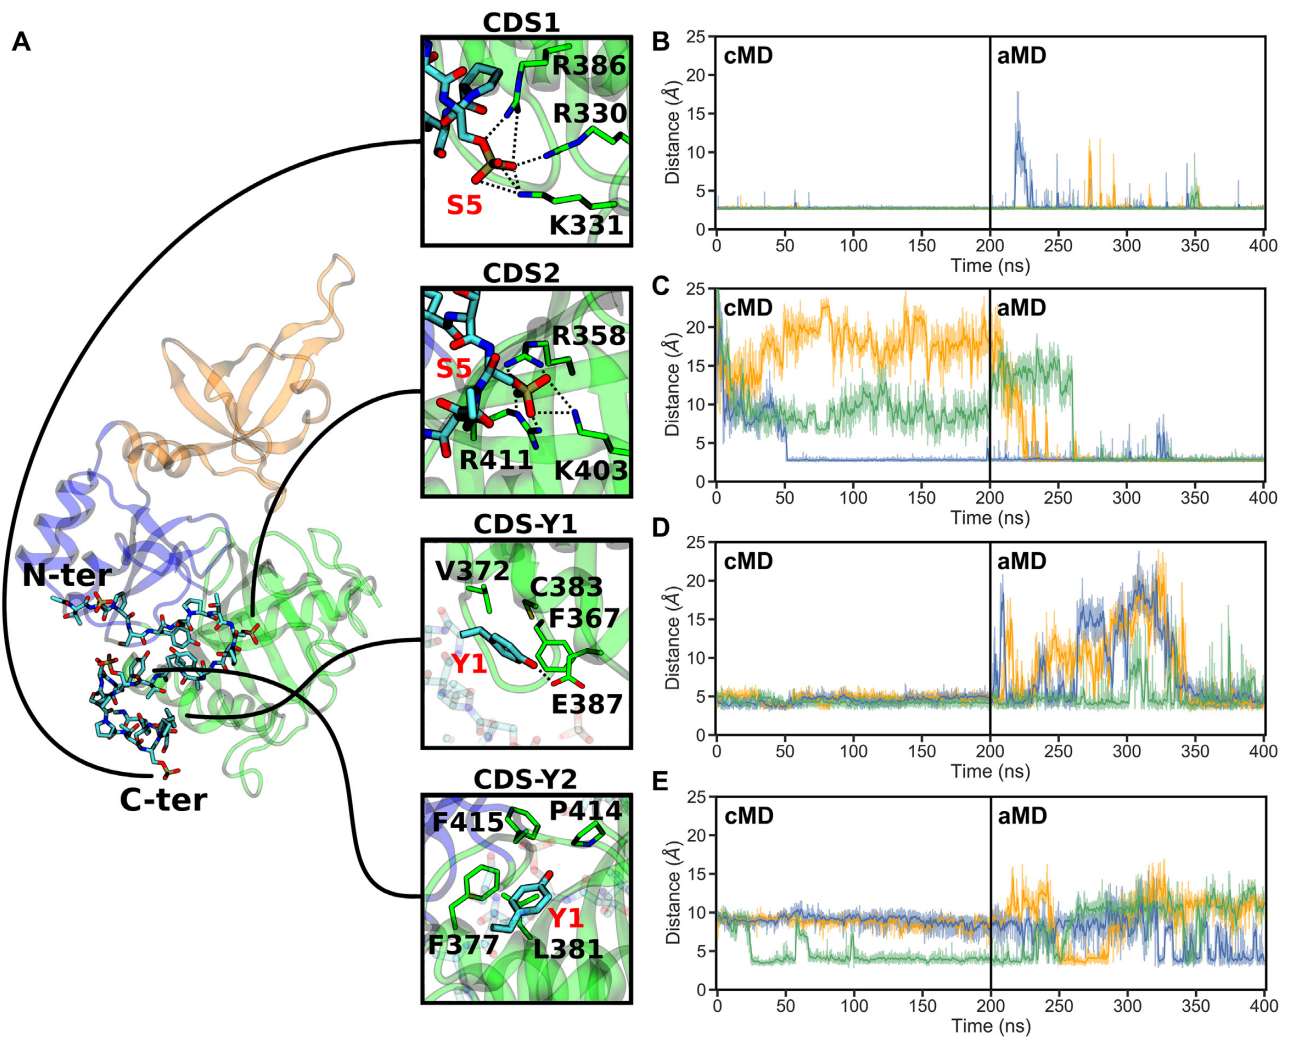 A
CDS1
R386
R330
S5
K331
CDS2
R358
S5
R411
K403
CDS-Y1
V372
C383
F367
Y1
E387
CDS-Y2
F415
P414
Y1
F377
L381
N-ter
C-ter
B
cMD
aMD
Distance (Å)
25
20
15
10
5
0
0 50 100 150 200 250 300 350 400
Time (ns)
C
cMD
aMD
Distance (Å)
25
20
15
10
5
0
0 50 100 150 200 250 300 350 400
Time (ns)
D
cMD
aMD
Distance (Å)
25
20
15
10
5
0
0 50 100 150 200 250 300 350 400
Time (ns)
E
cMD
aMD
Distance (Å)
25
20
15
10
5
0
0 50 100 150 200 250 300 350 400
Time (ns)